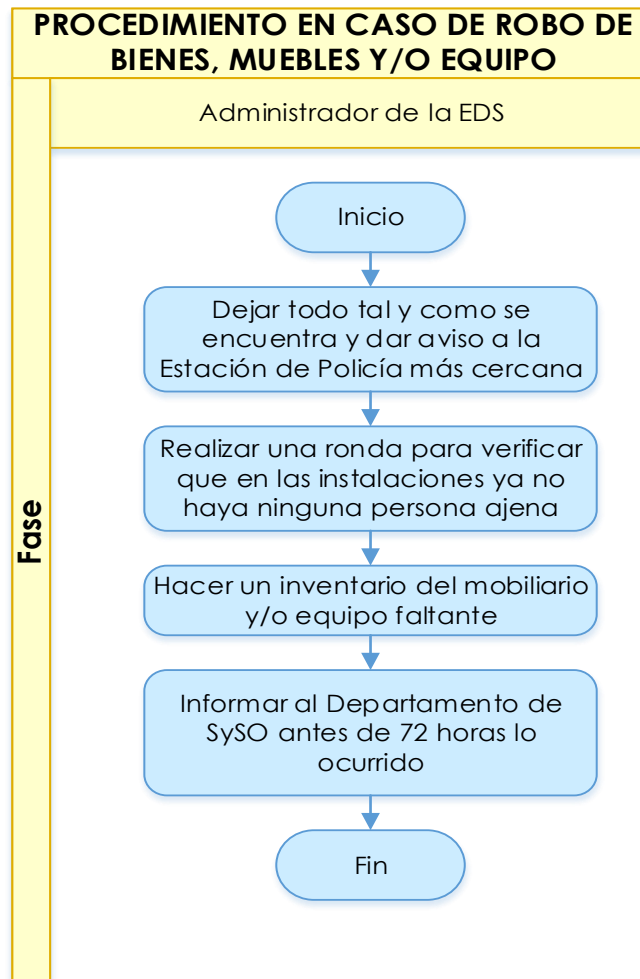 PROCEDIMIENTO EN CASO DE ROBO DE
BIENES, MUEBLES Y/O EQUIPO
Administrador de la EDS
Fase
Inicio
Dejar todo tal y como se
encuentra y dar aviso a la
Estación de Policía más cercana
Realizar una ronda para verificar
que en las instalaciones ya no
haya ninguna persona ajena
Hacer un inventario del mobiliario
y/o equipo faltante
Informar al Departamento de
SySO antes de 72 horas lo
ocurrido
Fin